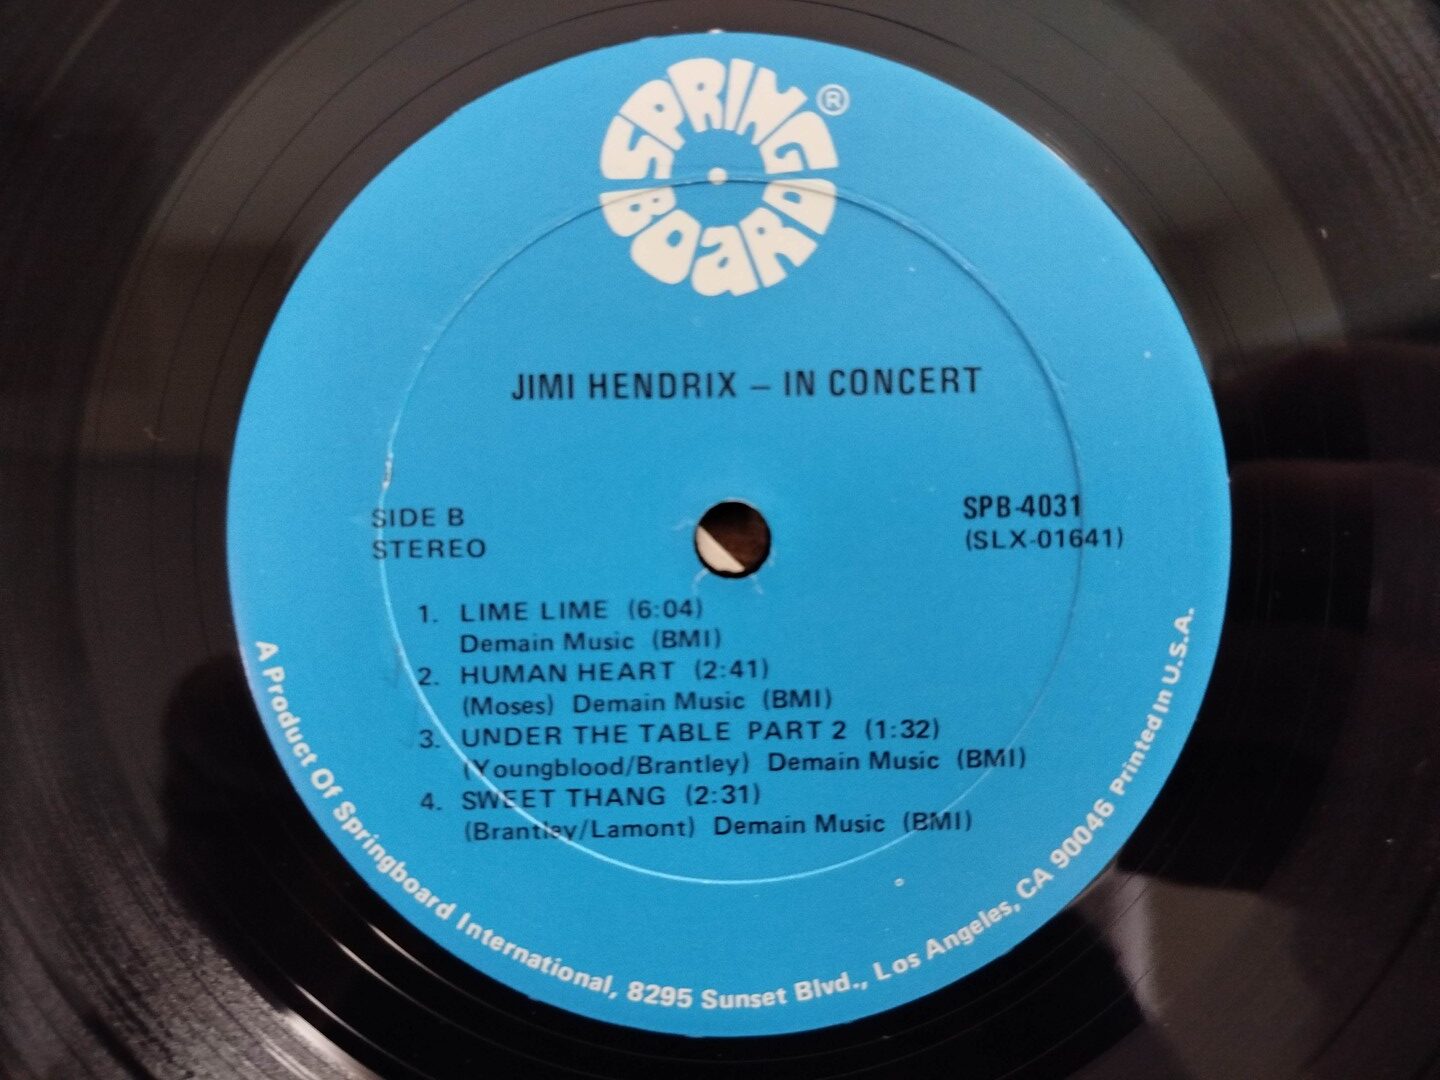 SPRING
BOARD
®
JIMI HENDRIX – IN CONCERT
SIDE B
STEREO
SPB-4031
(SLX-01641)
1. LIME LIME (6:04)
Demain Music (BMI)
2. HUMAN HEART (2:41)
(Moses) Demain Music (BMI)
3. UNDER THE TABLE PART 2 (1:32)
(Youngblood/Brantley) Demain Music (BMI)
4. SWEET THANG (2:31)
(Brantley/Lamont) Demain Music (BMI)
A Product Of Springboard International, 8295 Sunset Blvd., Los Angeles, CA 90046 Printed In U.S.A.